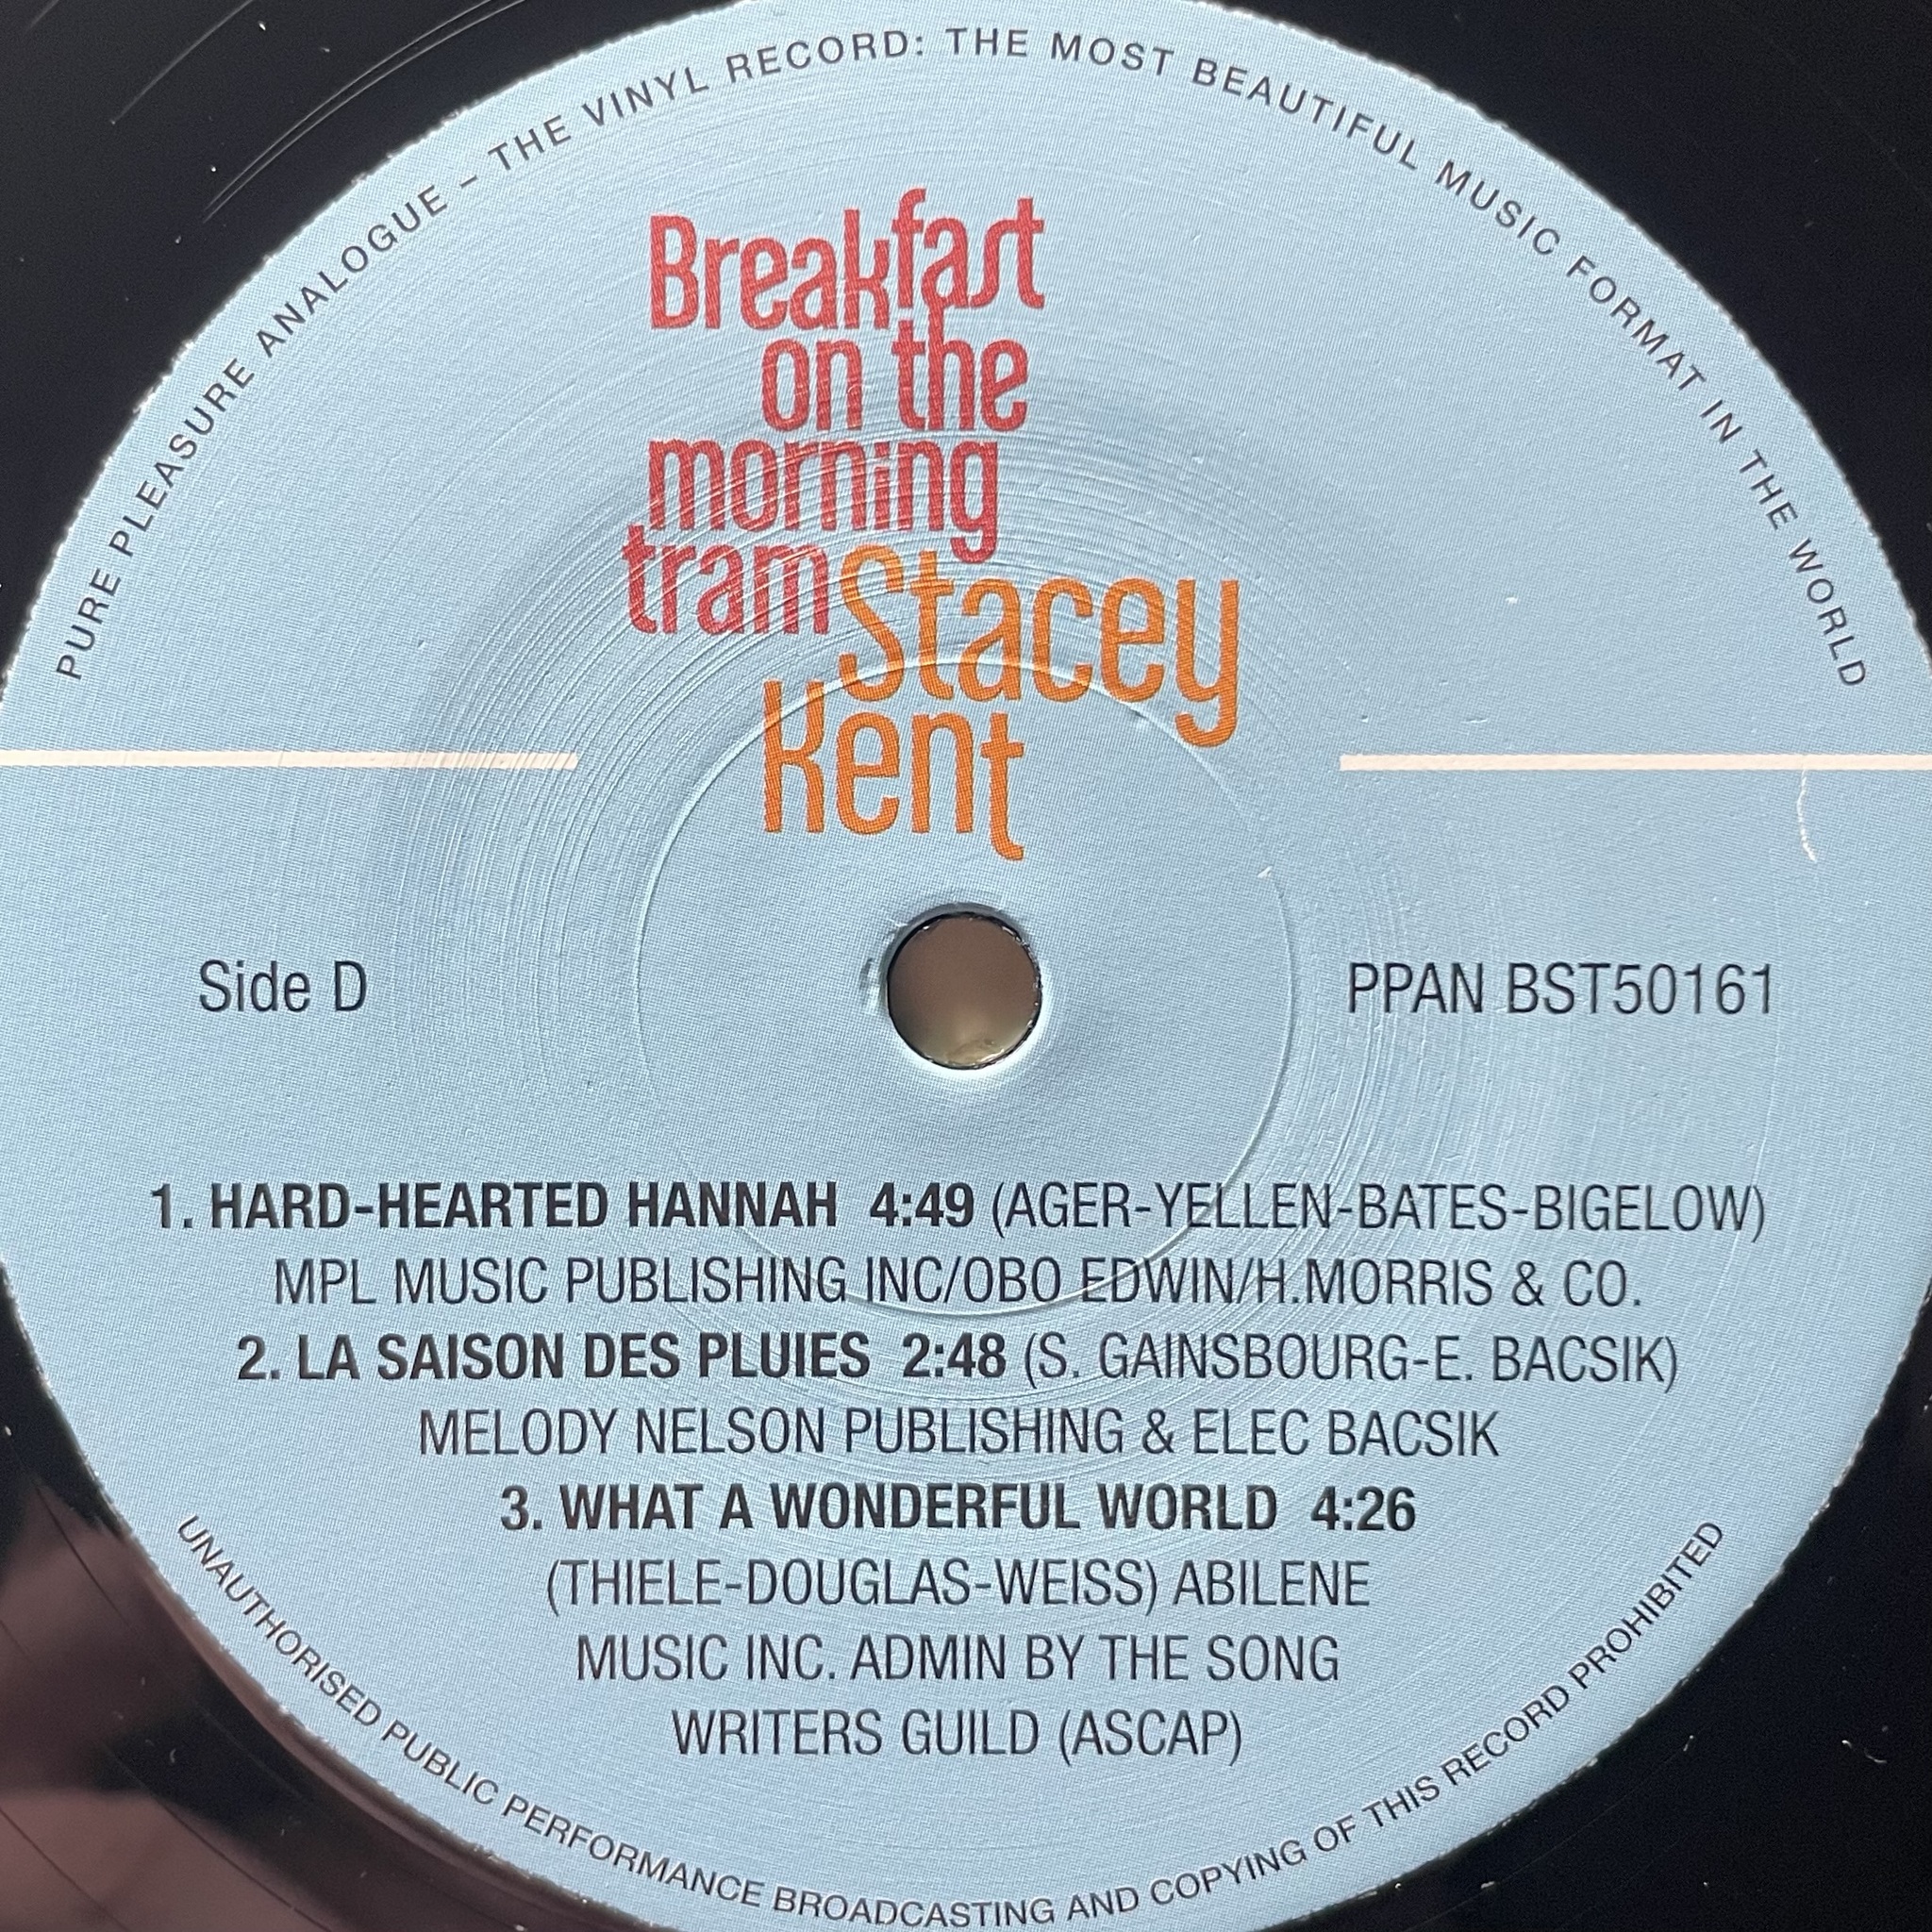 PURE PLEASURE ANALOGUE – THE VINYL RECORD: THE MOST BEAUTIFUL MUSIC FORMAT IN THE WORLD
Breakfast
on the
morning
tram Stacey
Kent
Side D
PPAN BST50161
1. HARD-HEARTED HANNAH 4:49 (AGER-YELLEN-BATES-BIGELOW)
MPL MUSIC PUBLISHING INC/OBO EDWIN/H.MORRIS & CO.
2. LA SAISON DES PLUIES 2:48 (S. GAINSBOURG-E. BACSIK)
MELODY NELSON PUBLISHING & ELEC BACSIK
3. WHAT A WONDERFUL WORLD 4:26
(THIELE-DOUGLAS-WEISS) ABILENE
MUSIC INC. ADMIN BY THE SONG
WRITERS GUILD (ASCAP)
UNAUTHORISED PUBLIC PERFORMANCE BROADCASTING AND COPYING OF THIS RECORD PROHIBITED